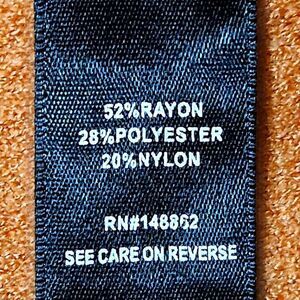 52%RAYON
28%POLYESTER
20%NYLON
RN#148862
SEE CARE ON REVERSE